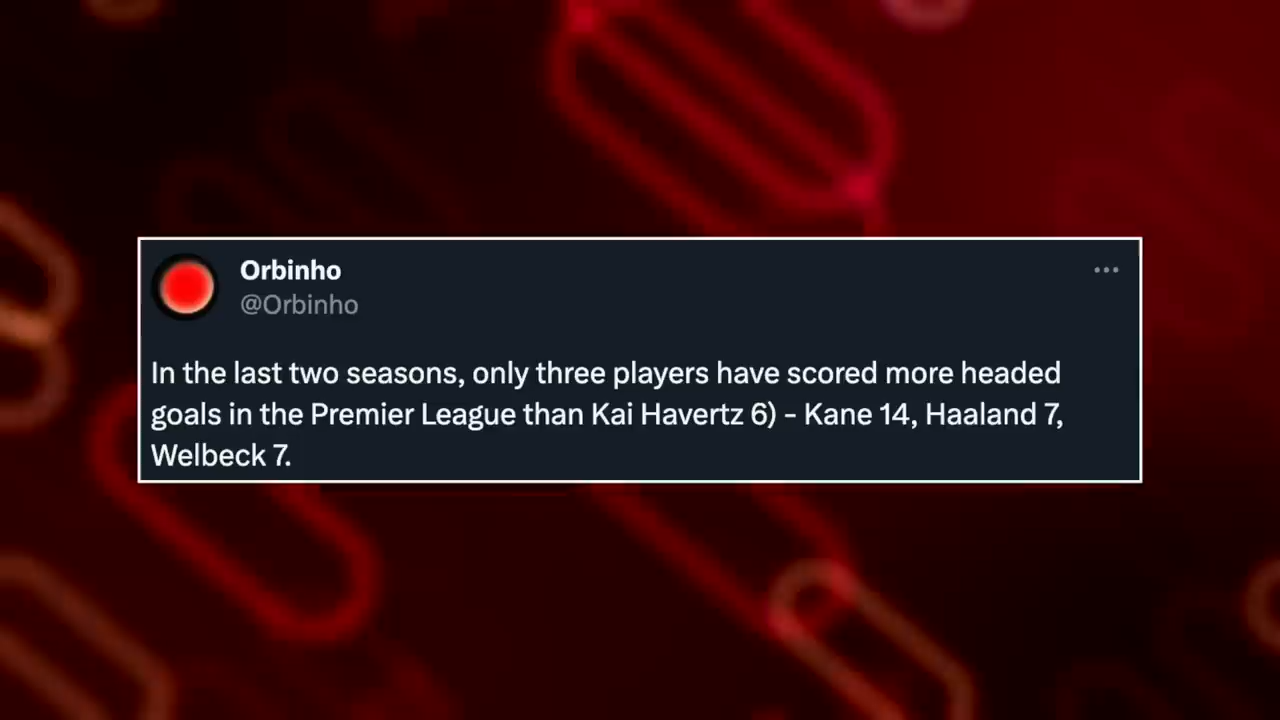 Orbinho
@Orbinho
In the last two seasons, only three players have scored more headed
goals in the Premier League than Kai Havertz 6) - Kane 14, Haaland 7,
Welbeck 7.